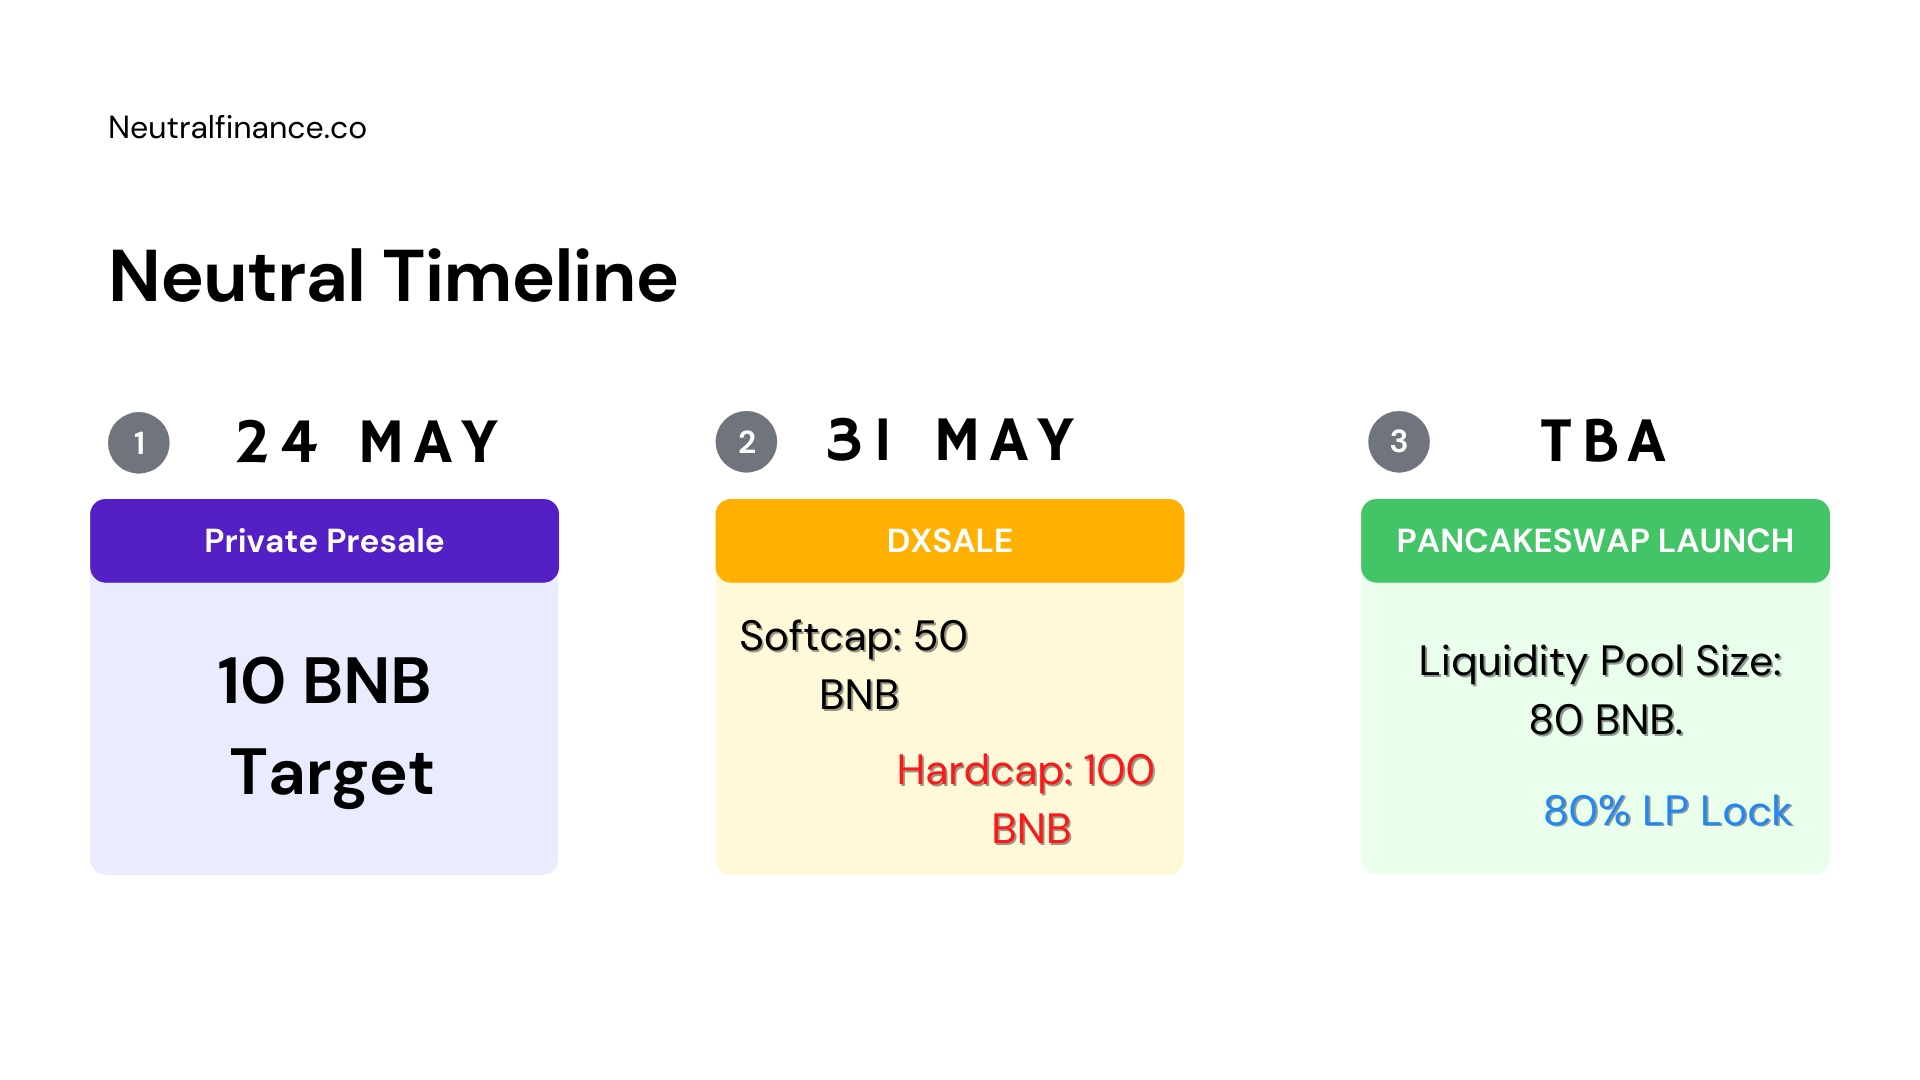 Neutralfinance.co
Neutral Timeline
1
24 MAY
Private Presale
10 BNB
Target
2
31 MAY
DXSALE
Softcap: 50
BNB
Hardcap: 100
BNB
3
TBA
PANCAKESWAP LAUNCH
Liquidity Pool Size:
80 BNB.
80% LP Lock